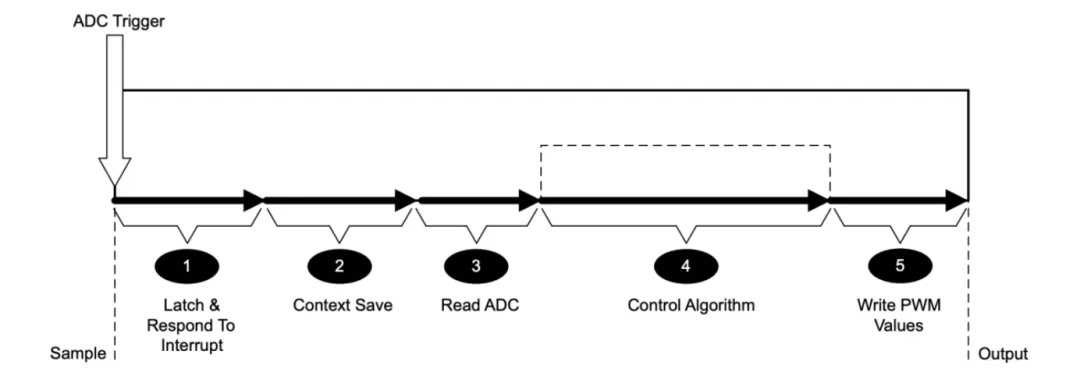 ADC Trigger
1
2
3
4
5
Latch &
Respond To
Interrupt
Context Save
Read ADC
Control Algorithm
Write PWM
Values
Sample
Output